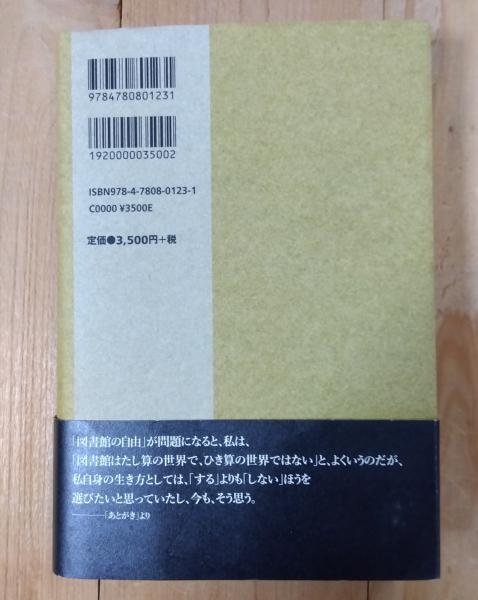 9784780801231
1920000035002
ISBN978-4-7808-0123-1
C0000 ¥3500E
定価●3,500円+税
「図書館の自由」が問題になると、私は、
「図書館はたし算の世界で、ひき算の世界ではない」と、よくいうのだが、
私自身の生き方としては、「する」よりも「しない」ほうを
選びたいと思っていたし、今も、そう思う。
————「あとがき」より